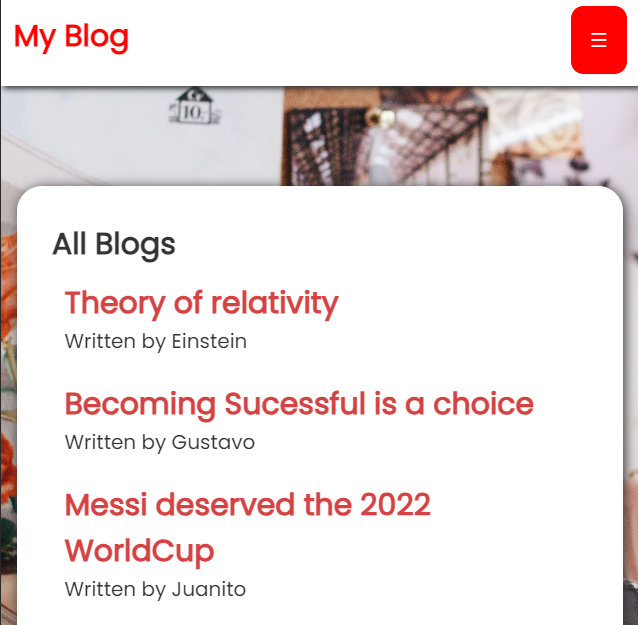 My Blog
10
All Blogs
Theory of relativity
Written by Einstein
Becoming Sucessful is a choice
Written by Gustavo
Messi deserved the 2022
WorldCup
Written by Juanito